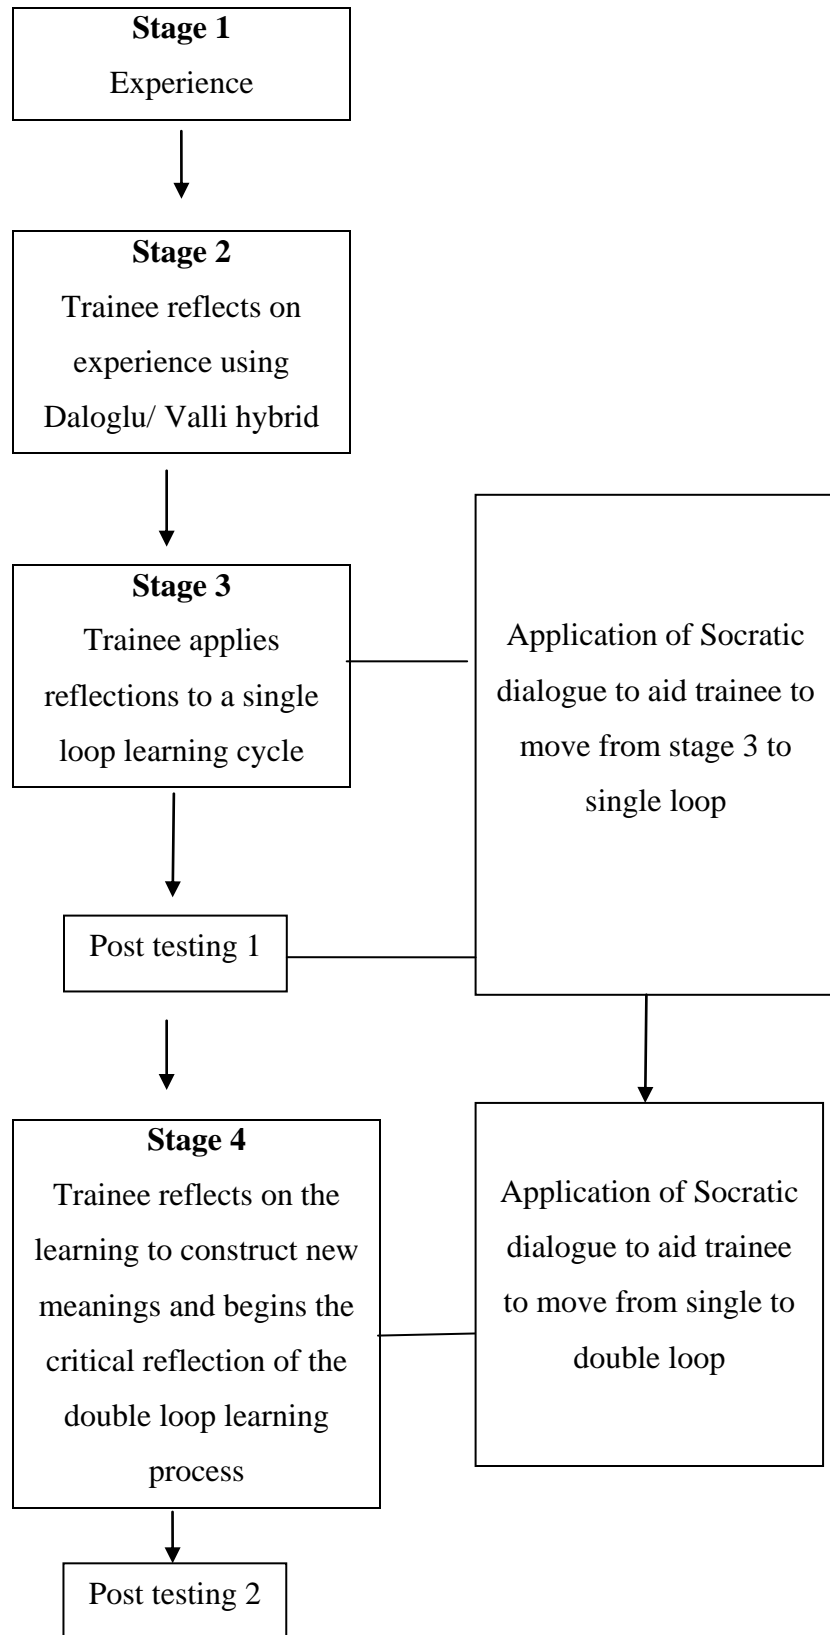 Stage 1
Experience
Stage 2
Trainee reflects on
experience using
Daloglu/ Valli hybrid
Stage 3
Trainee applies
reflections to a single
loop learning cycle
Application of Socratic
dialogue to aid trainee to
move from stage 3 to
single loop
Post testing 1
Stage 4
Trainee reflects on the
learning to construct new
meanings and begins the
critical reflection of the
double loop learning
process
Application of Socratic
dialogue to aid trainee
to move from single to
double loop
Post testing 2